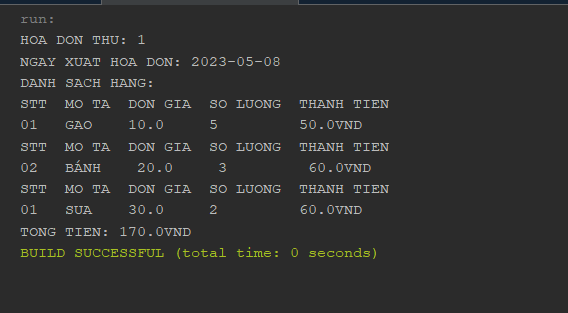 run:
HOA DON THU: 1
NGAY XUAT HOA DON: 2023-05-08
DANH SACH HANG:
STT  MO TA  DON GIA  SO LUONG  THANH TIEN
01  GAO  10.0  5  50.0VND
STT  MO TA  DON GIA  SO LUONG  THANH TIEN
02  BÁNH  20.0  3  60.0VND
STT  MO TA  DON GIA  SO LUONG  THANH TIEN
01  SUA  30.0  2  60.0VND
TONG TIEN: 170.0VND
BUILD SUCCESSFUL (total time: 0 seconds)